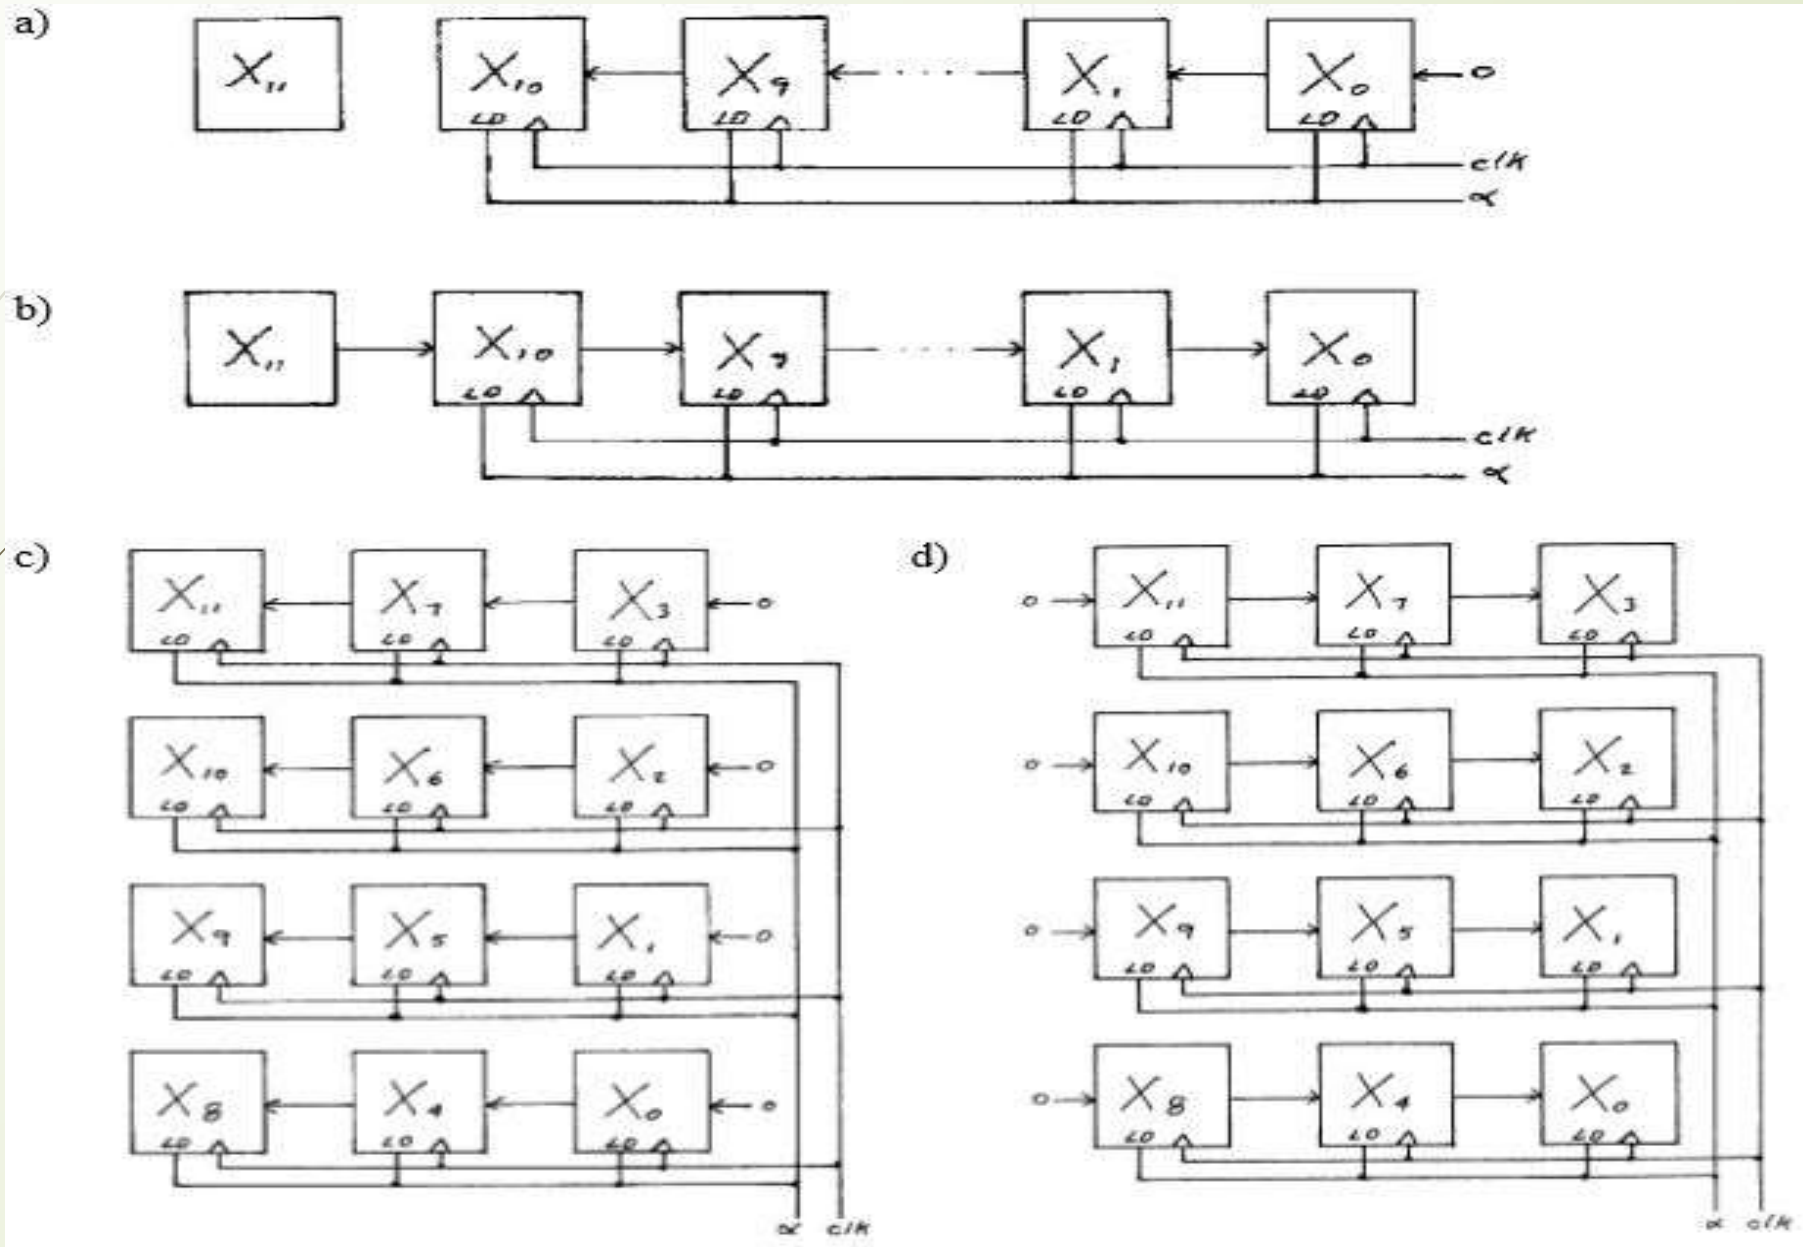 a)
X₁₁ X₁₀ X₉ . . . . X₁ X₀ 0
LD LD LD LD
clk
α
b)
X₁₁ X₁₀ X₉ . . . . X₁ X₀
LD LD LD LD
clk
α
c)
X₁₁ X₇ X₃ 0
LD LD LD
X₁₀ X₆ X₂ 0
LD LD LD
X₉ X₅ X₁ 0
LD LD LD
X₈ X₄ X₀ 0
LD LD LD
α clk
d)
0 X₁₁ X₇ X₃
LD LD LD
0 X₁₀ X₆ X₂
LD LD LD
0 X₉ X₅ X₁
LD LD LD
0 X₈ X₄ X₀
LD LD LD
α clk